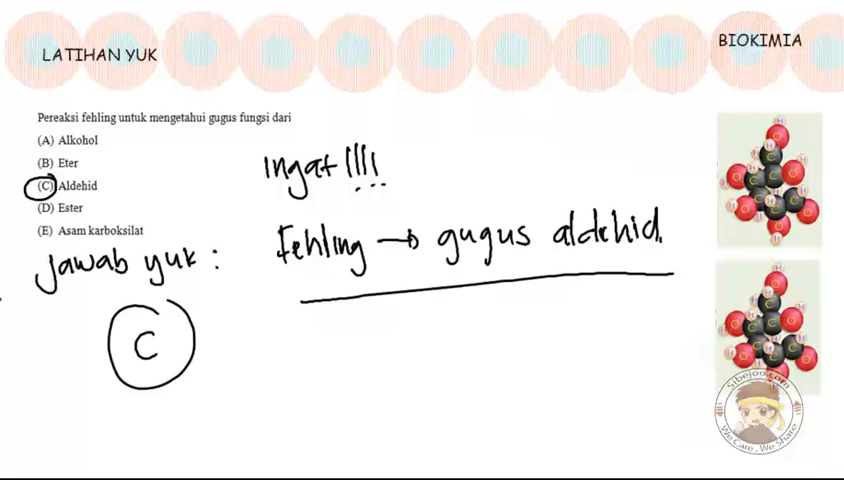 LATIHAN YUK
BIOKIMIA
Pereaksi fehling untuk mengetahui gugus fungsi dari
(A) Alkohol
(B) Eter
(C) Aldehid
(D) Ester
(E) Asam karboksilat
Ingat !!!!
Fehling → gugus aldehid.
Jawab yuk :
C
Sibejoo.com
We Care . We Share